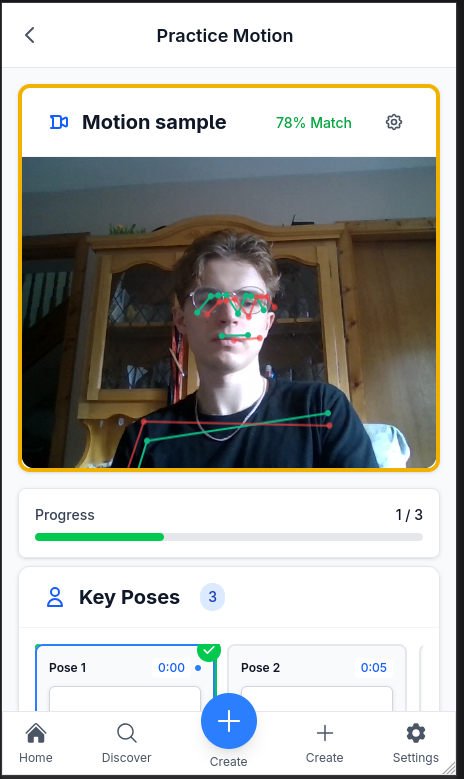 Practice Motion
Motion sample
78% Match
Progress
1 / 3
Key Poses
3
Pose 1
0:00
Pose 2
0:05
Home
Discover
Create
Create
Settings